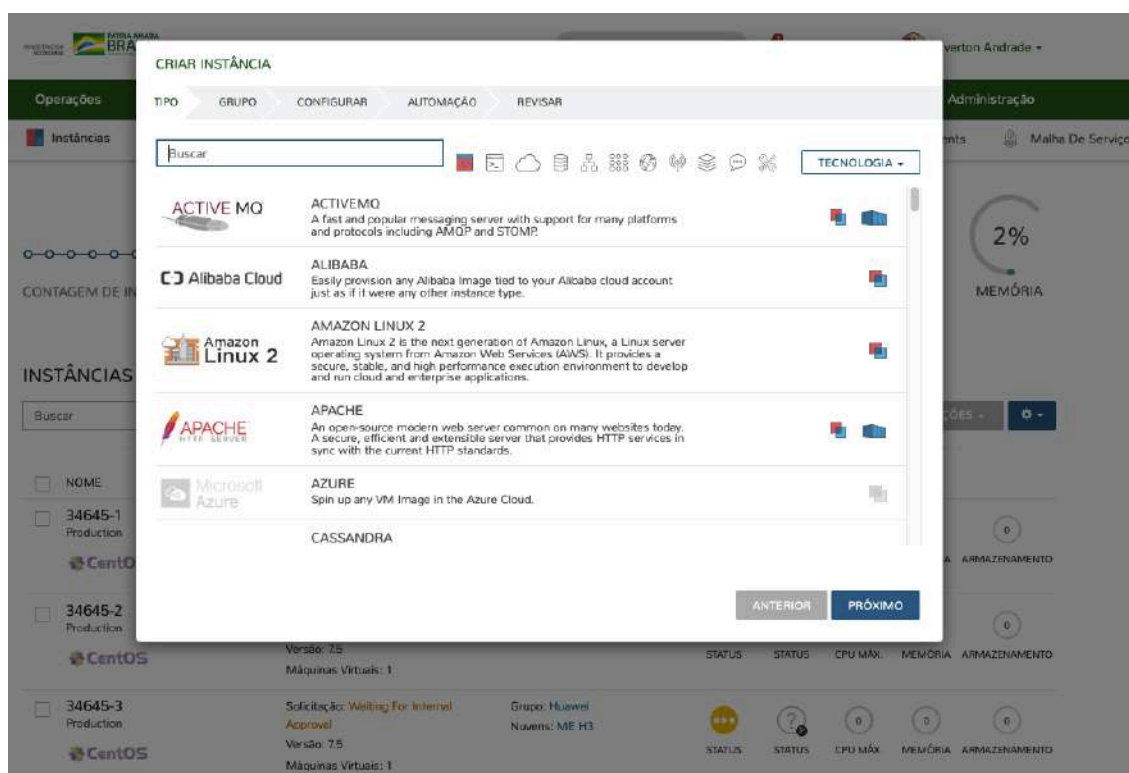 PÁTRIA AMADA
BRA
verton Andrade
Operações
Administração
Instâncias
ents
Malha De Serviço
CRIAR INSTÂNCIA
TIPO
GRUPO
CONFIGURAR
AUTOMAÇÃO
REVISAR
Buscar
TECNOLOGIA
ACTIVE MQ
ACTIVEMQ
A fast and popular messaging server with support for many platforms
and protocols including AMQP and STOMP.
Alibaba Cloud
ALIBABA
Easily provision any Alibaba Image tied to your Alibaba cloud account
just as if it were any other instance type.
Amazon
Linux 2
AMAZON LINUX 2
Amazon Linux 2 is the next generation of Amazon Linux, a Linux server
operating system from Amazon Web Services (AWS). It provides a
secure, stable, and high performance execution environment to develop
and run cloud and enterprise applications.
APACHE
HTTP SERVER
APACHE
An open-source modern web server common on many websites today.
A secure, efficient and extensible server that provides HTTP services in
sync with the current HTTP standards.
Microsoft
Azure
AZURE
Spin up any VM Image in the Azure Cloud.
CASSANDRA
ANTERIOR
PRÓXIMO
2%
CONTAGEM DE IN
MEMÓRIA
INSTÂNCIAS
Buscar
ÇÕES
NOME
34645-1
Production
CentO
0
A ARMAZENAMENTO
34645-2
Production
CentOS
Versão: 7.5
Máquinas Virtuais: 1
0
STATUS STATUS CPU MÁX. MEMÓRIA ARMAZENAMENTO
34645-3
Production
CentOS
Solicitação: Waiting For Internal
Approval
Versão: 7.5
Máquinas Virtuais: 1
Grupo: Huawei
Nuvens: ME H3
? 0 0 0
STATUS STATUS CPU MÁX. MEMÓRIA ARMAZENAMENTO